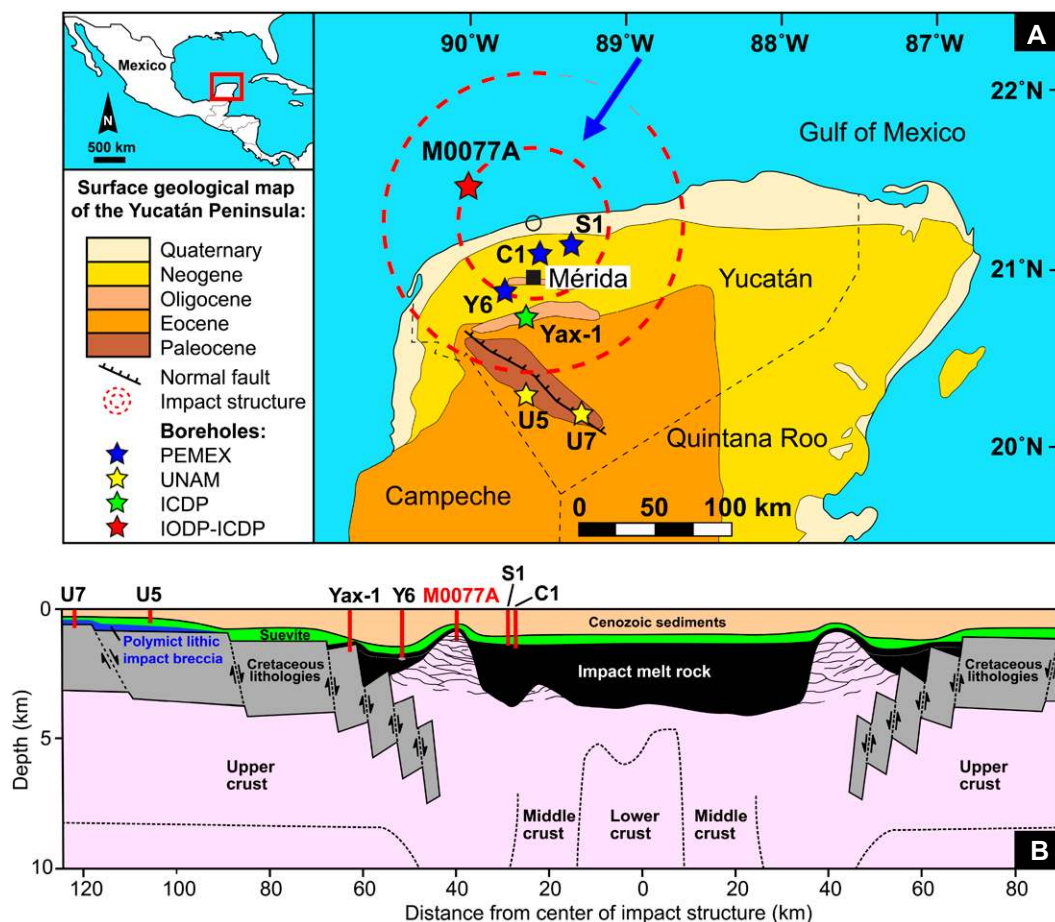 A
Mexico
N
500 km
90°W
89°W
88°W
87°W
22°N
21°N
20°N
Gulf of Mexico
M0077A
S1
C1
Mérida
Yucatán
Y6
Yax-1
U5
U7
Quintana Roo
Campeche
0 50 100 km
Surface geological map
of the Yucatán Peninsula:
Quaternary
Neogene
Oligocene
Eocene
Paleocene
Normal fault
Impact structure
Boreholes:
PEMEX
UNAM
ICDP
IODP-ICDP
B
U7
U5
Yax-1
Y6
M0077A
S1
C1
Cenozoic sediments
Polymict lithic
impact breccia
Suevite
Cretaceous
lithologies
Impact melt rock
Cretaceous
lithologies
Upper
crust
Middle
crust
Lower
crust
Middle
crust
Upper
crust
Depth (km)
0
5
10
120 100 80 60 40 20 0 20 40 60 80
Distance from center of impact structure (km)